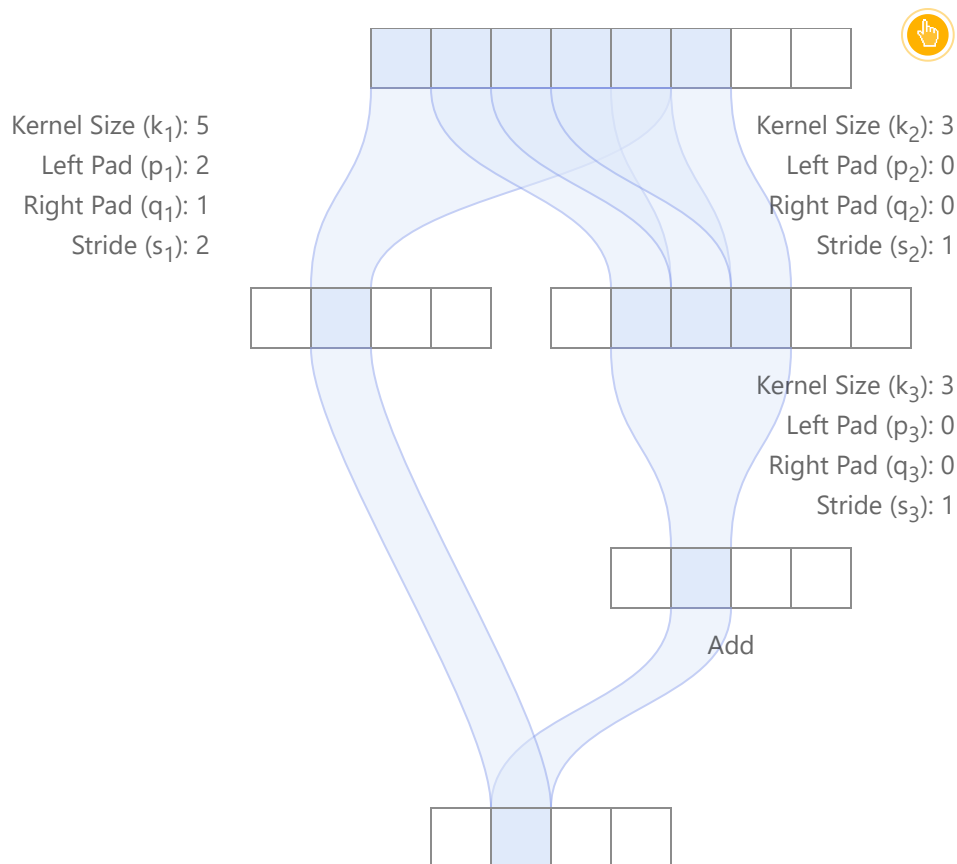 Kernel Size (k₁): 5
Left Pad (p₁): 2
Right Pad (q₁): 1
Stride (s₁): 2
Kernel Size (k₂): 3
Left Pad (p₂): 0
Right Pad (q₂): 0
Stride (s₂): 1
Kernel Size (k₃): 3
Left Pad (p₃): 0
Right Pad (q₃): 0
Stride (s₃): 1
Add